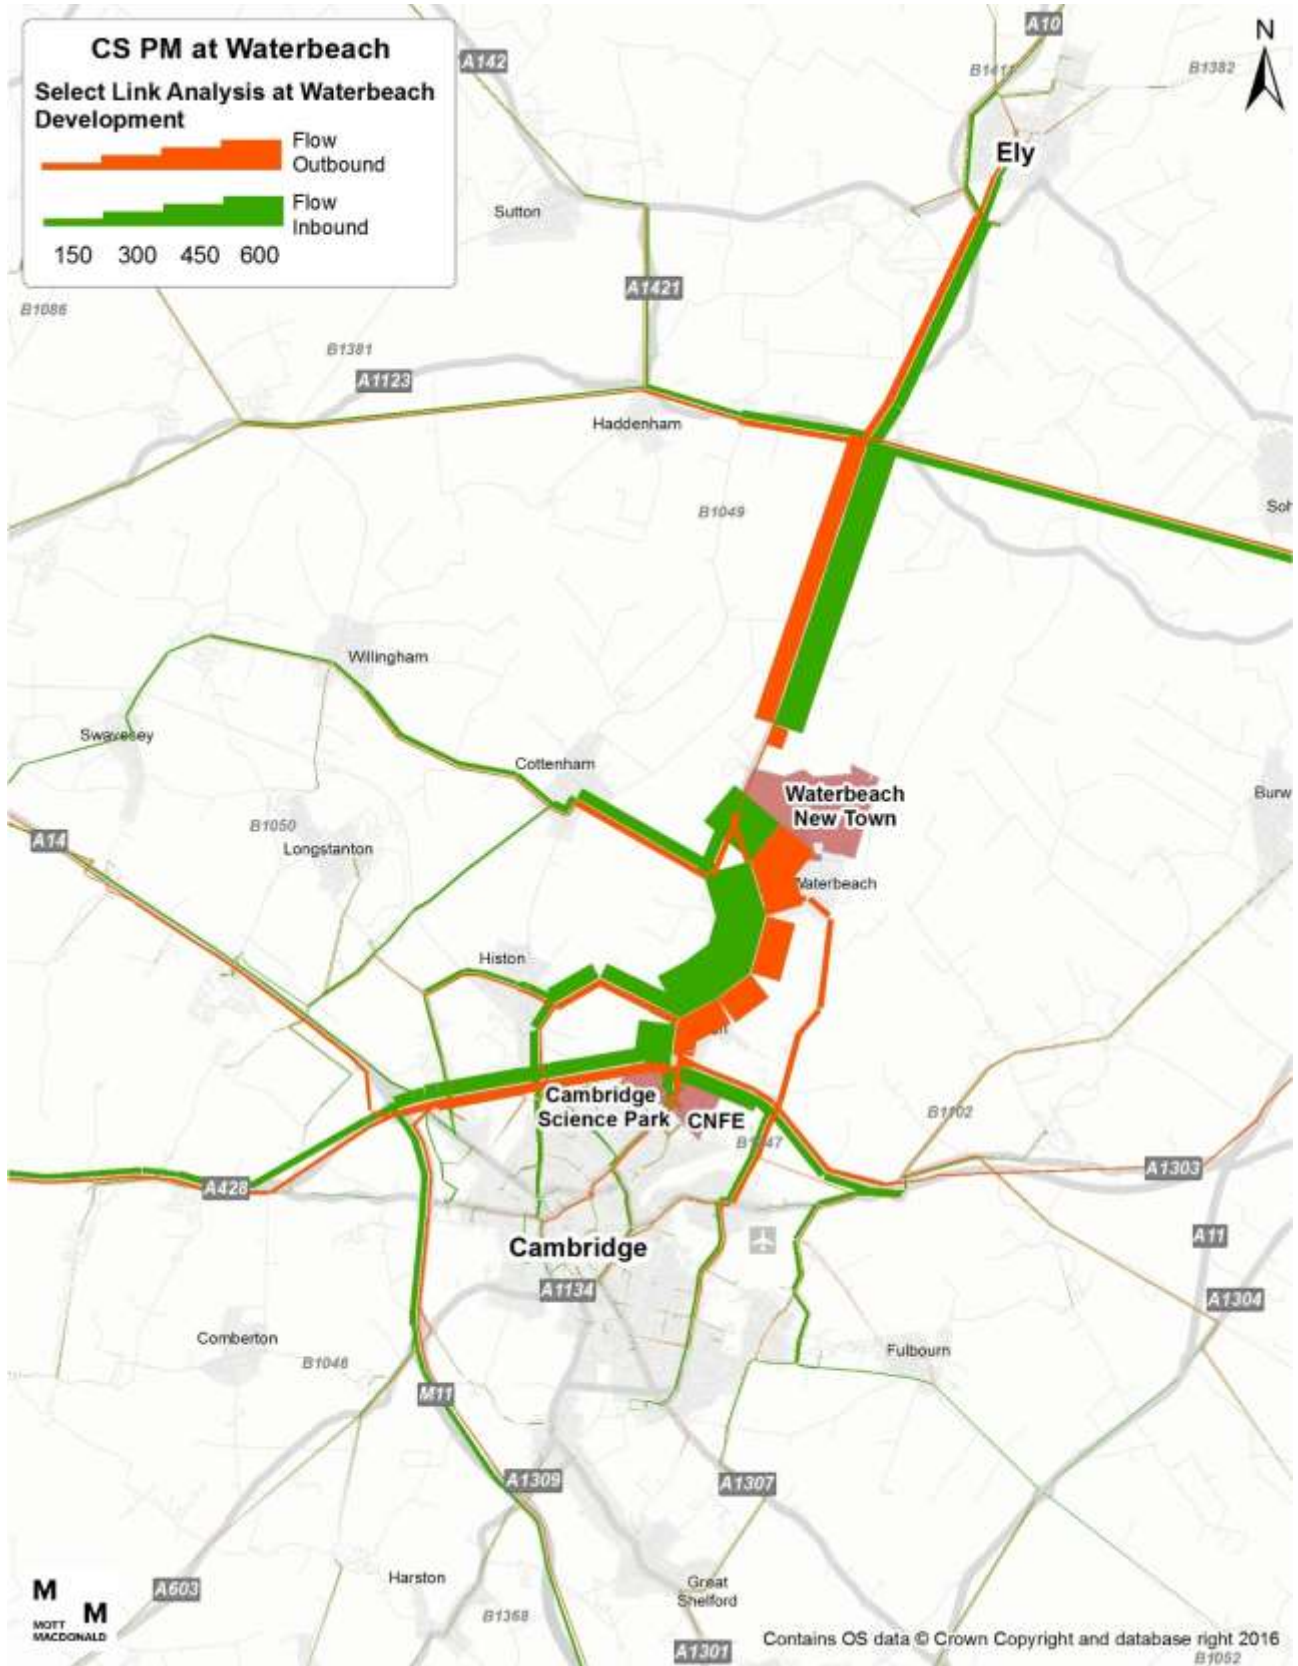 CS PM at Waterbeach
Select Link Analysis at Waterbeach
Development
Flow
Outbound
Flow
Inbound
150 300 450 600
A10
N
A142
B1382
Ely
Sutton
A1421
B1086
B1381
A1123
Haddenham
B1049
Willingham
Swavesey
Cottenham
Waterbeach
New Town
Burw
A14
B1050
Longstanton
Waterbeach
Histon
Cambridge
Science Park
CNFE
B1102
A1303
A428
A11
Cambridge
A1134
A1304
Comberton
B1046
Fulbourn
M11
A1309
A1307
Harston
Great
Shelford
A603
B1368
M
M
MOTT
MACDONALD
A1301
Contains OS data © Crown Copyright and database right 2016
B1052